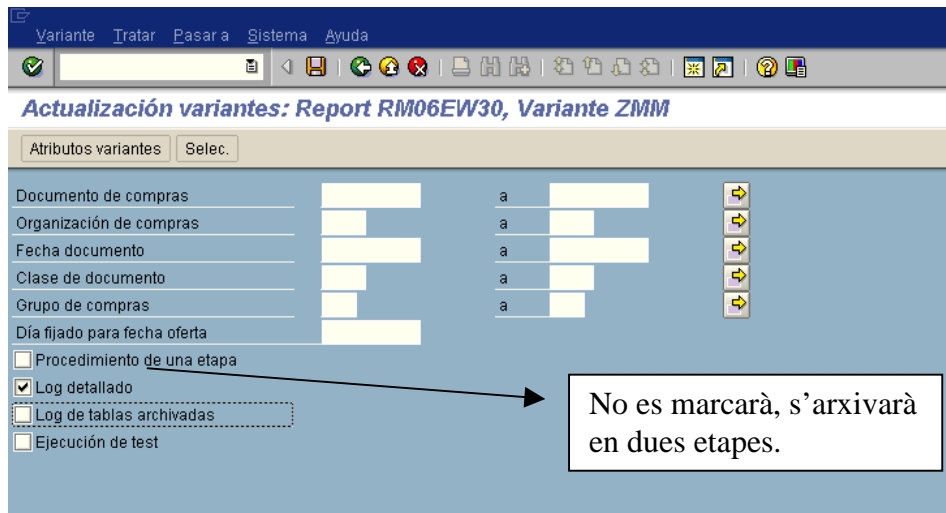 Variante Tratar Pasar a Sistema Ayuda
Actualización variantes: Report RM06EW30, Variante ZMM
Atributos variantes Selec.
Documento de compras a
Organización de compras a
Fecha documento a
Clase de documento a
Grupo de compras a
Día fijado para fecha oferta
Procedimiento de una etapa
Log detallado
Log de tablas archivadas
Ejecución de test
No es marcarà, s'arxivarà
en dues etapes.